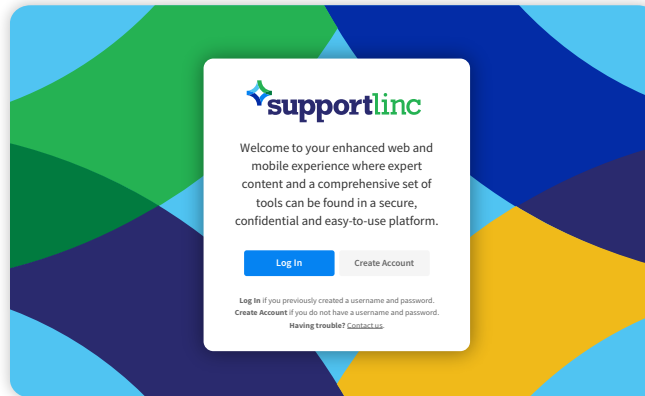 supportlinc
Welcome to your enhanced web and
mobile experience where expert
content and a comprehensive set of
tools can be found in a secure,
confidential and easy-to-use platform.
Log In
Create Account
Log In if you previously created a username and password.
Create Account if you do not have a username and password.
Having trouble? Contact us.